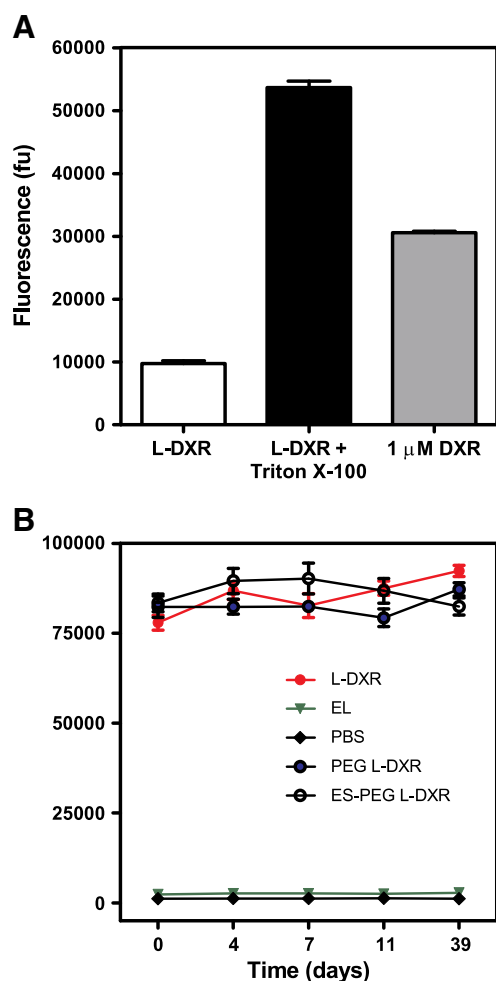 A
Fluorescence (fu)
60000
50000
40000
30000
20000
10000
0
L-DXR
L-DXR +
Triton X-100
1 μM DXR
B
100000
75000
50000
25000
0
L-DXR
EL
PBS
PEG L-DXR
ES-PEG L-DXR
0 4 7 11 39
Time (days)